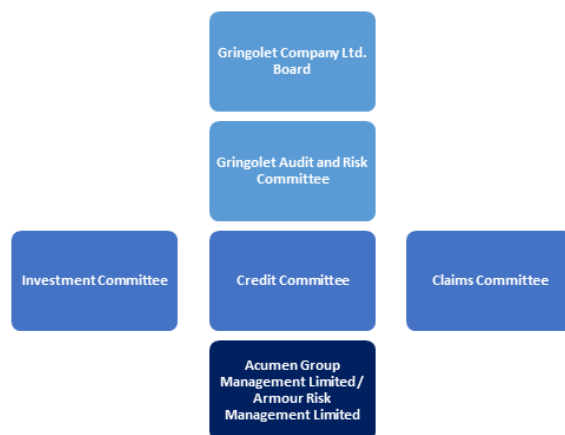 Gringolet Company Ltd.
Board
Gringolet Audit and Risk
Committee
Investment Committee
Credit Committee
Claims Committee
Acumen Group
Management Limited /
Armour Risk
Management Limited